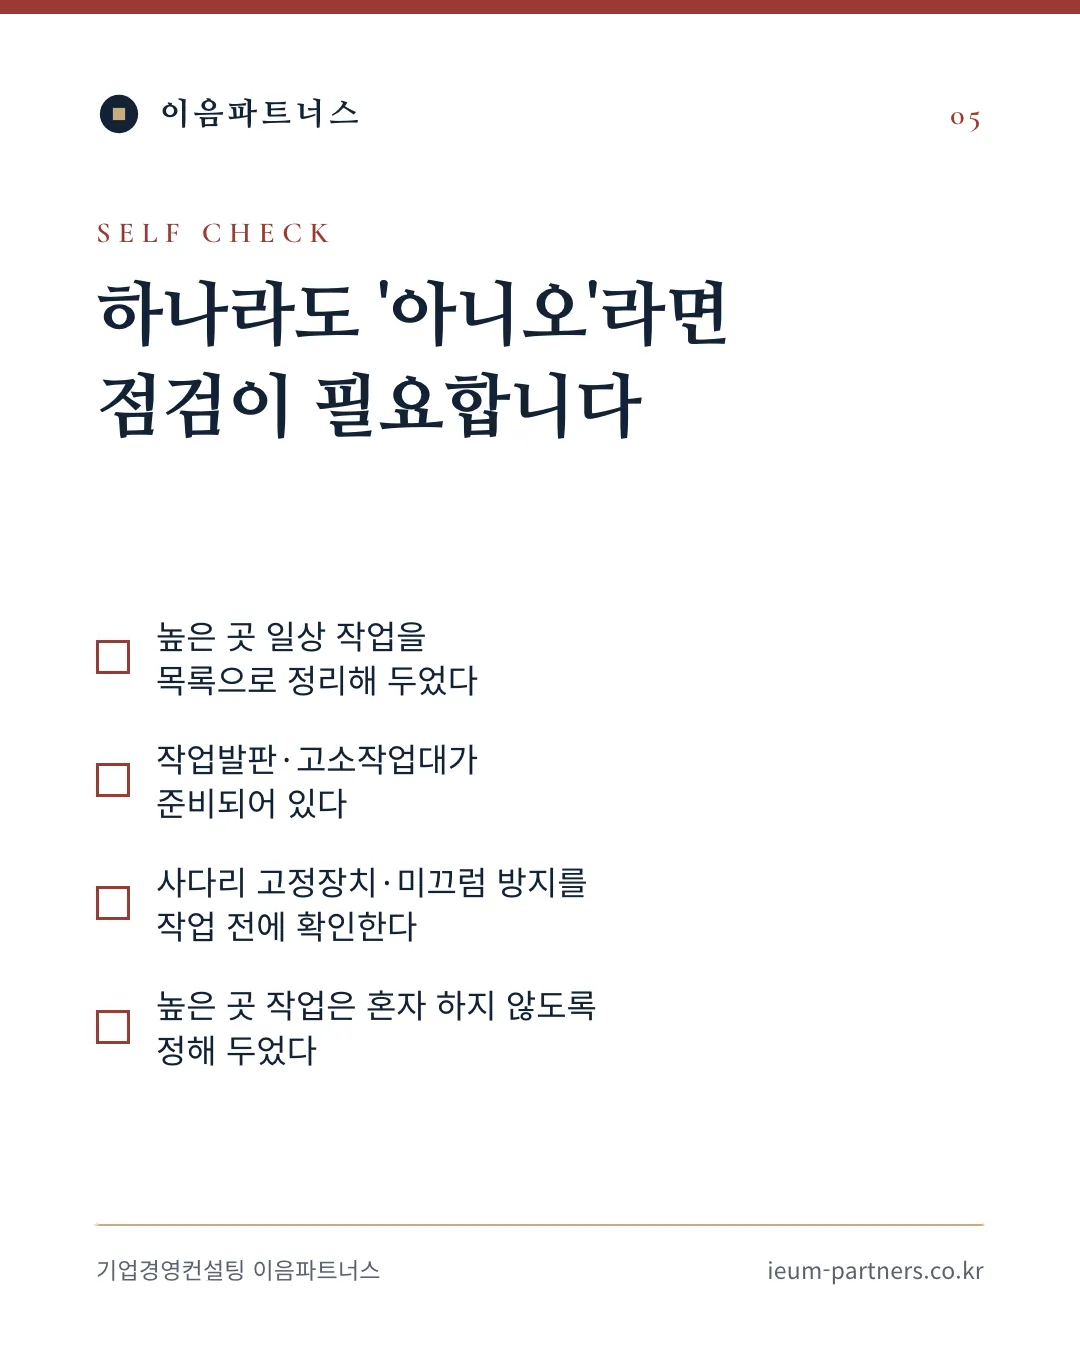 이음파트너스
05
SELF CHECK
하나라도 '아니오'라면
점검이 필요합니다
높은 곳 일상 작업을
목록으로 정리해 두었다
작업발판·고소작업대가
준비되어 있다
사다리 고정장치·미끄럼 방지를
작업 전에 확인한다
높은 곳 작업은 혼자 하지 않도록
정해 두었다
기업경영컨설팅 이음파트너스
ieum-partners.co.kr